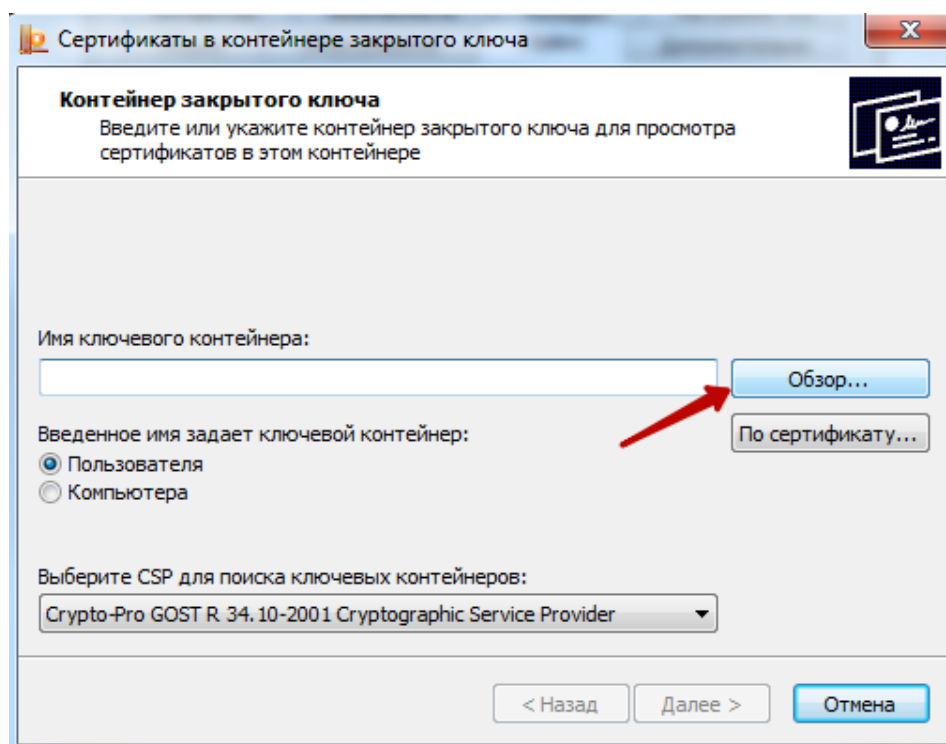 Сертификаты в контейнере закрытого ключа
Контейнер закрытого ключа
Введите или укажите контейнер закрытого ключа для просмотра
сертификатов в этом контейнере
Имя ключевого контейнера:
Обзор...
Введенное имя задает ключевой контейнер:
По сертификату...
Пользователя
Компьютера
Выберите CSP для поиска ключевых контейнеров:
Crypto-Pro GOST R 34.10-2001 Cryptographic Service Provider
< Назад
Далее >
Отмена